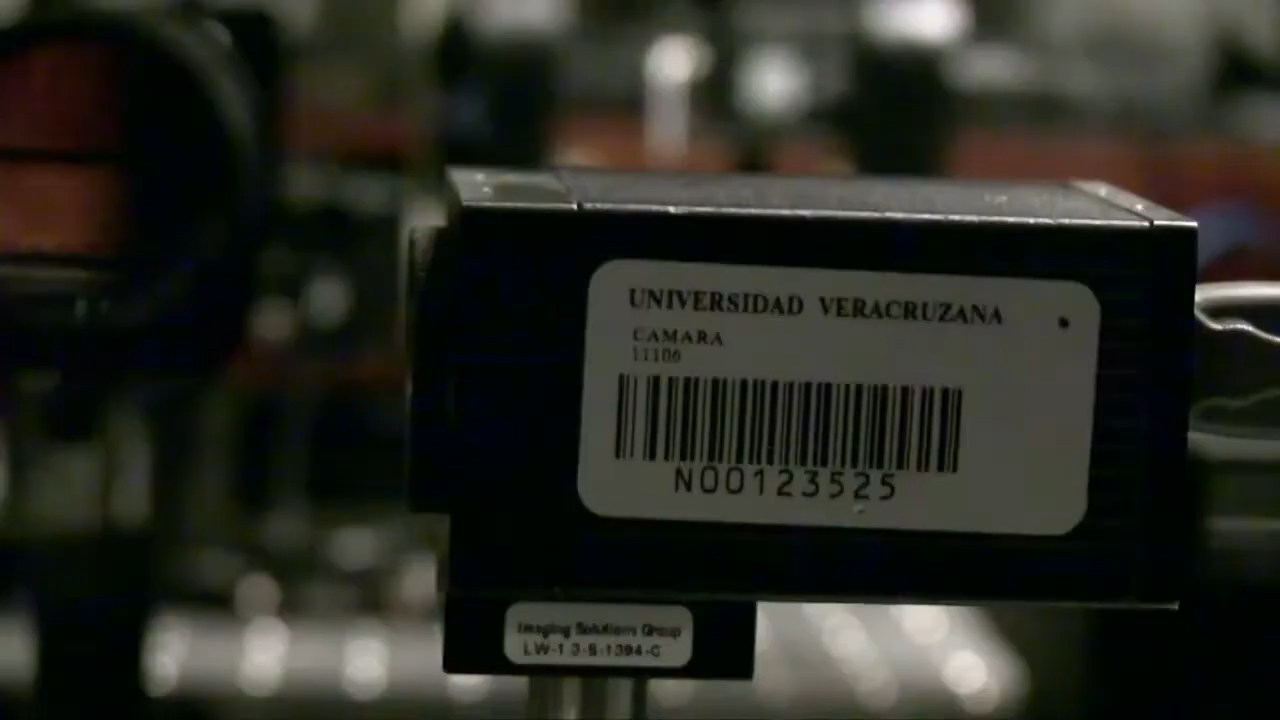 UNIVERSIDAD VERACRUZANA
CAMARA
11106
N00123525
Imaging Solutions Group
LW-1.3-S-1394-C